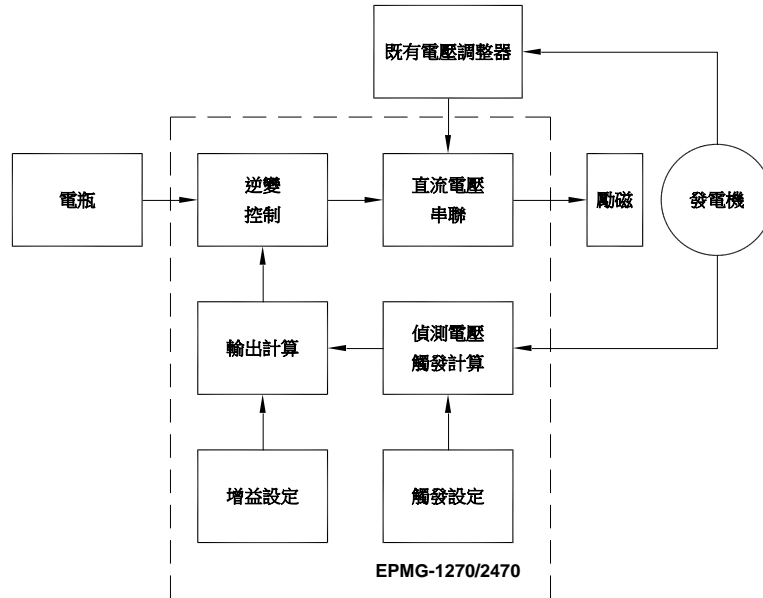 既有電壓調整器
電瓶
逆變
控制
直流電壓
串聯
勵磁
發電機
輸出計算
偵測電壓
觸發計算
增益設定
觸發設定
EPMG-1270/2470